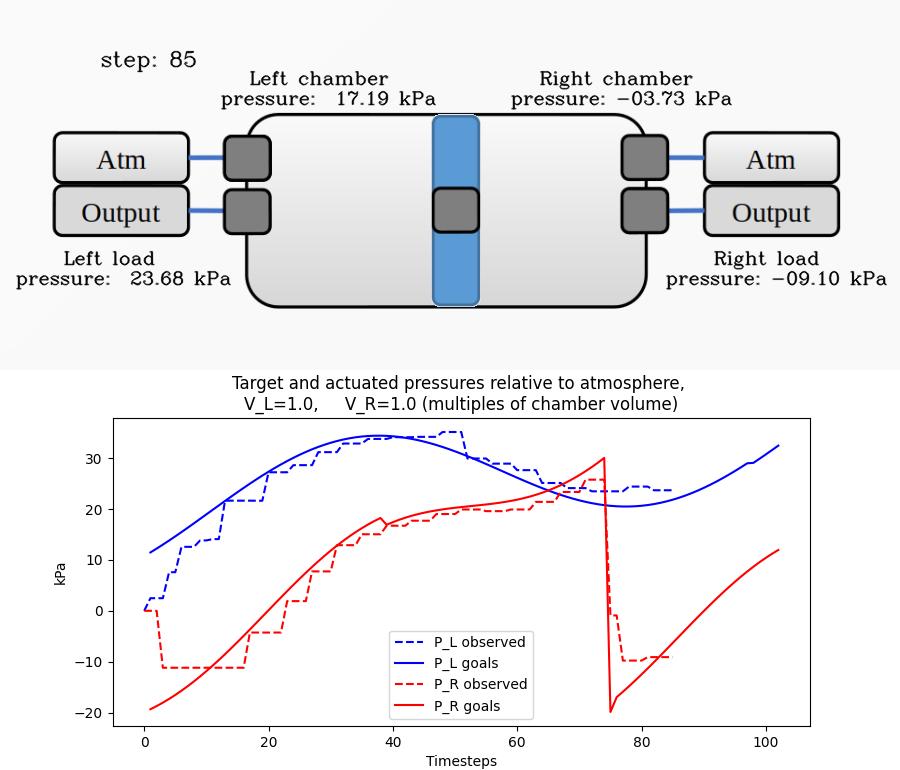 step: 85
Left chamber
pressure:  17.19 kPa
Right chamber
pressure: −03.73 kPa
Atm
Output
Atm
Output
Left load
pressure:  23.68 kPa
Right load
pressure: −09.10 kPa
Target and actuated pressures relative to atmosphere,
V_L=1.0,     V_R=1.0 (multiples of chamber volume)
kPa
30
20
10
0
−10
−20
P_L observed
P_L goals
P_R observed
P_R goals
0 20 40 60 80 100
Timesteps